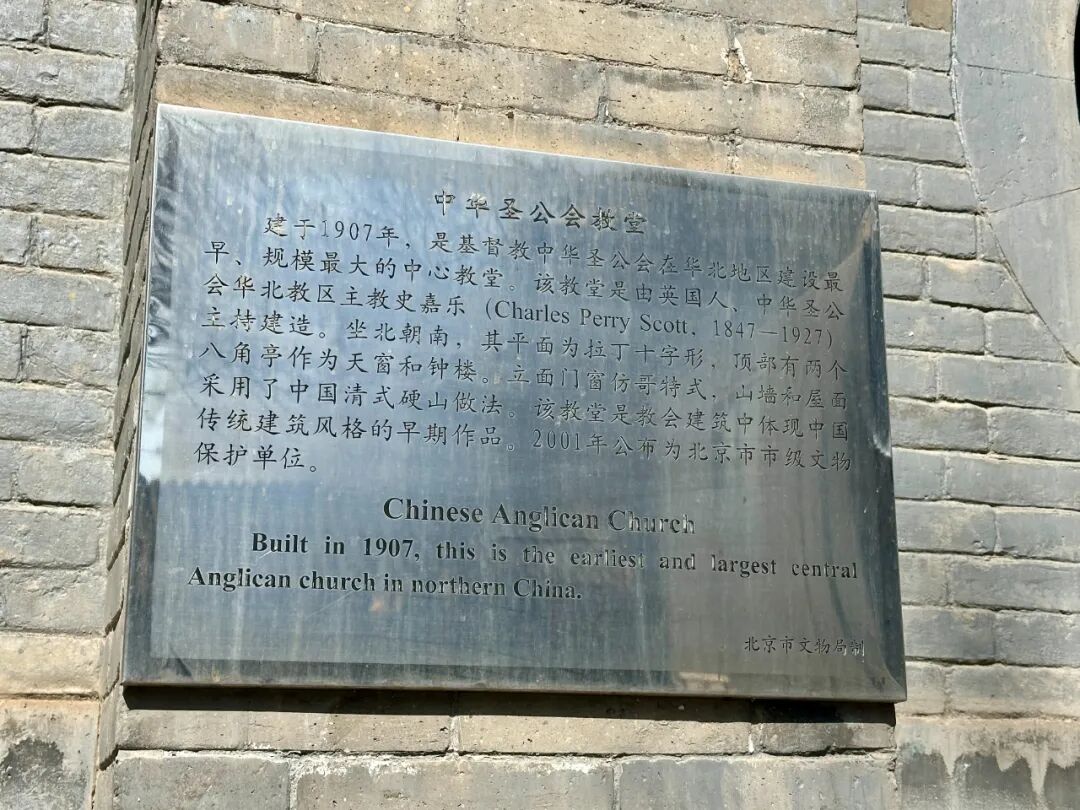 中华圣公会教堂
建于1907年，是基督教中华圣公会在华北地区建设最
早、规模最大的中心教堂。该教堂是由英国人、中华圣公
会华北教区主教史嘉乐（Charles Perry Scott，1847—1927）
主持建造。坐北朝南，其平面为拉丁十字形，顶部有两个
八角亭作为天窗和钟楼。立面门窗仿哥特式，山墙和屋面
采用了中国清式硬山做法。该教堂是教会建筑中体现中国
传统建筑风格的早期作品。2001年公布为北京市市级文物
保护单位。
Chinese Anglican Church
Built in 1907, this is the earliest and largest central
Anglican church in northern China.
北京市文物局制